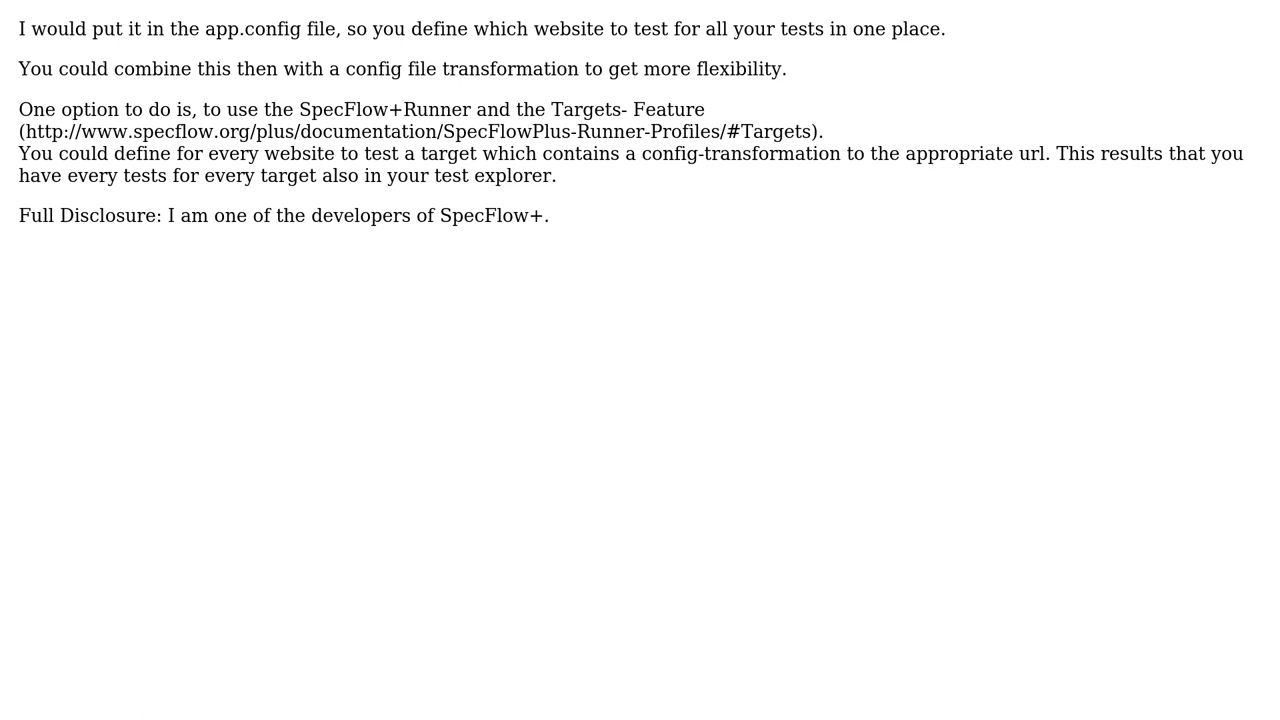 I would put it in the app.config file, so you define which website to test for all your tests in one place.
You could combine this then with a config file transformation to get more flexibility.
One option to do is, to use the SpecFlow+Runner and the Targets- Feature
(http://www.specflow.org/plus/documentation/SpecFlowPlus-Runner-Profiles/#Targets).
You could define for every website to test a target which contains a config-transformation to the appropriate url. This results that you
have every tests for every target also in your test explorer.
Full Disclosure: I am one of the developers of SpecFlow+.